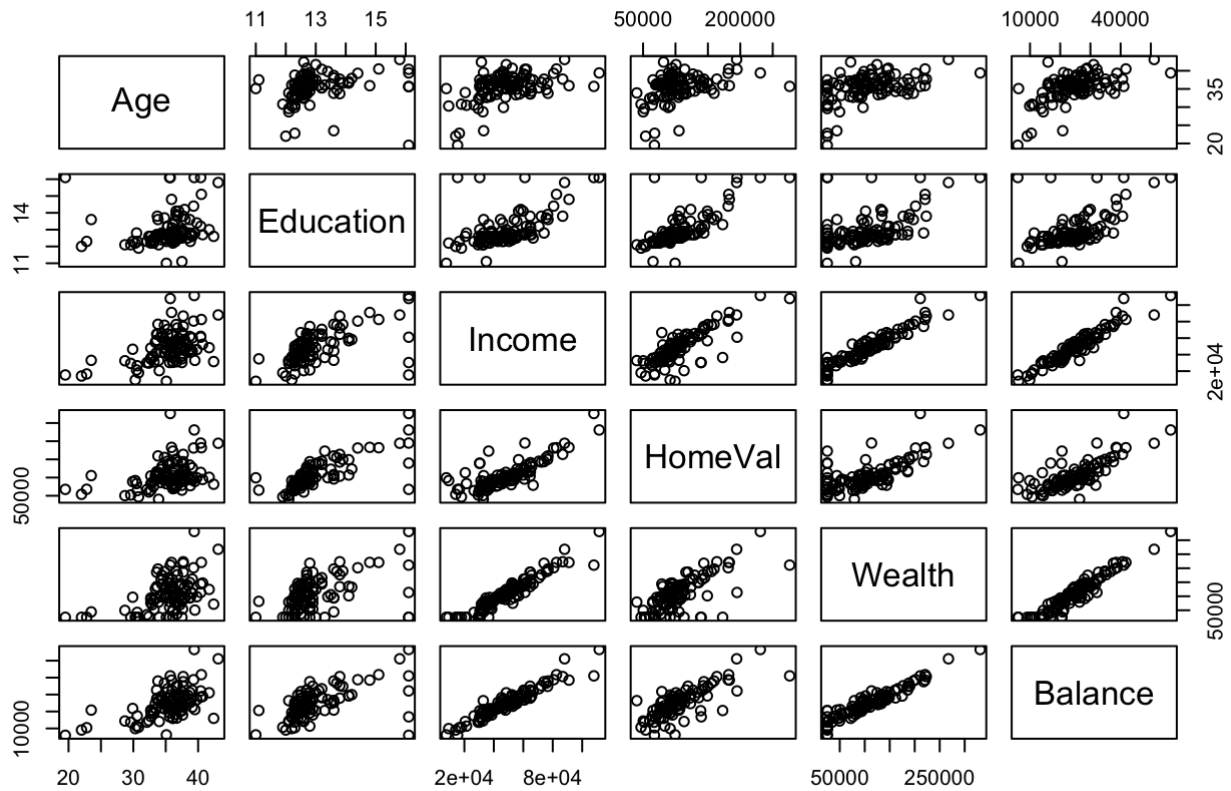 11 13 15 50000 200000 10000 40000
Age 20 35
11 14 Education
Income 2e+04
50000 HomeVal
Wealth 50000
10000 Balance
20 30 40 2e+04 8e+04 50000 250000